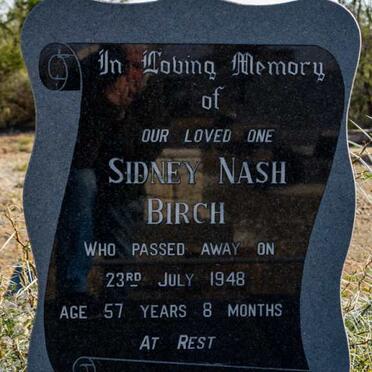 In Loving Memory
of
OUR LOVED ONE
SIDNEY NASH
BIRCH
WHO PASSED AWAY ON
23RD JULY 1948
AGE 57 YEARS 8 MONTHS
AT REST